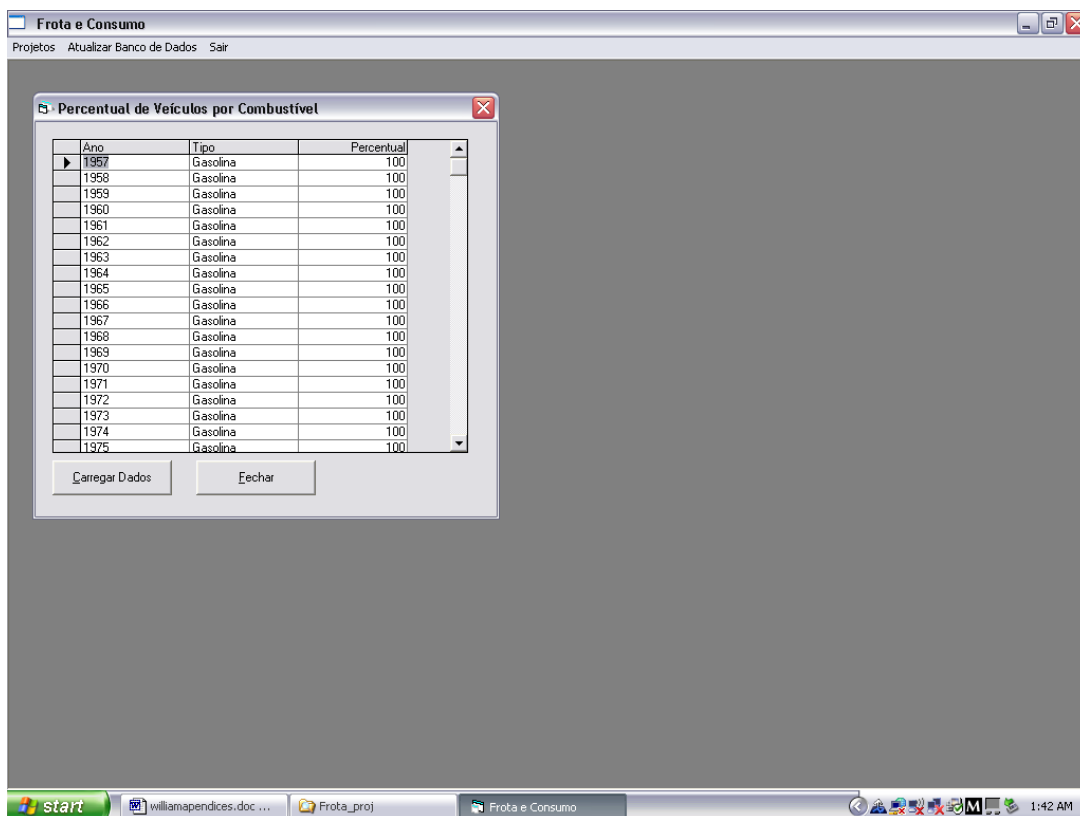 Frota e Consumo
Projetos Atualizar Banco de Dados Sair
Percentual de Veículos por Combustível
Ano Tipo Percentual
1957 Gasolina 100
1958 Gasolina 100
1959 Gasolina 100
1960 Gasolina 100
1961 Gasolina 100
1962 Gasolina 100
1963 Gasolina 100
1964 Gasolina 100
1965 Gasolina 100
1966 Gasolina 100
1967 Gasolina 100
1968 Gasolina 100
1969 Gasolina 100
1970 Gasolina 100
1971 Gasolina 100
1972 Gasolina 100
1973 Gasolina 100
1974 Gasolina 100
1975 Gasolina 100
Carregar Dados Fechar
start williamapendices.doc ... Frota_proj Frota e Consumo M 1:42 AM